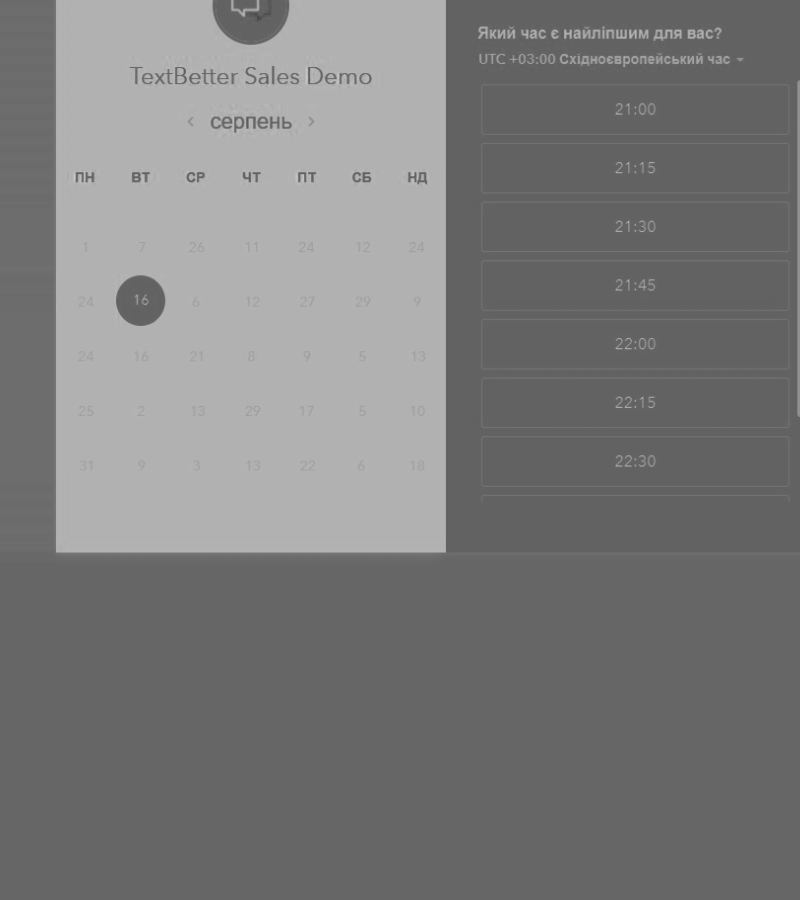 TextBetter Sales Demo
‹ серпень ›
ПН ВТ СР ЧТ ПТ СБ НД
1 7 26 11 24 12 24
24 16 6 12 27 29 9
24 16 21 8 9 5 13
25 2 13 29 17 5 10
31 9 3 13 22 6 18
Який час є найліпшим для вас?
UTC +03:00 Східноєвропейський час
21:00
21:15
21:30
21:45
22:00
22:15
22:30